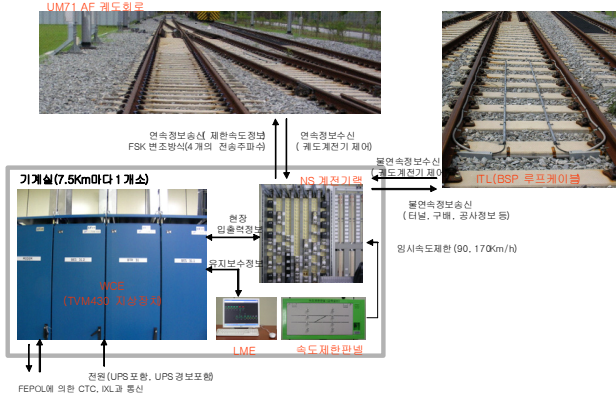 UM71 AF 궤도회로
연속정보송신( 제한속도정보)
FSK 변조방식(4개의 전송주파수)
연속정보수신
( 궤도계전기 제어)
불연속정보수신
( 궤도계전기 제어)
ITL(BSP 루프케이블)
기계실(7.5Km마다 1개소)
NS 계전기랙
불연속정보송신
(터널, 구배, 공사정보 등)
현장
입출력정보
임시속도제한(90, 170Km/h)
유지보수정보
(TVM430 지상장치)
LME
속도제한판넬
전원(UPS포함, UPS경보포함)
FEPOL에 의한 CTC, IXL과 통신